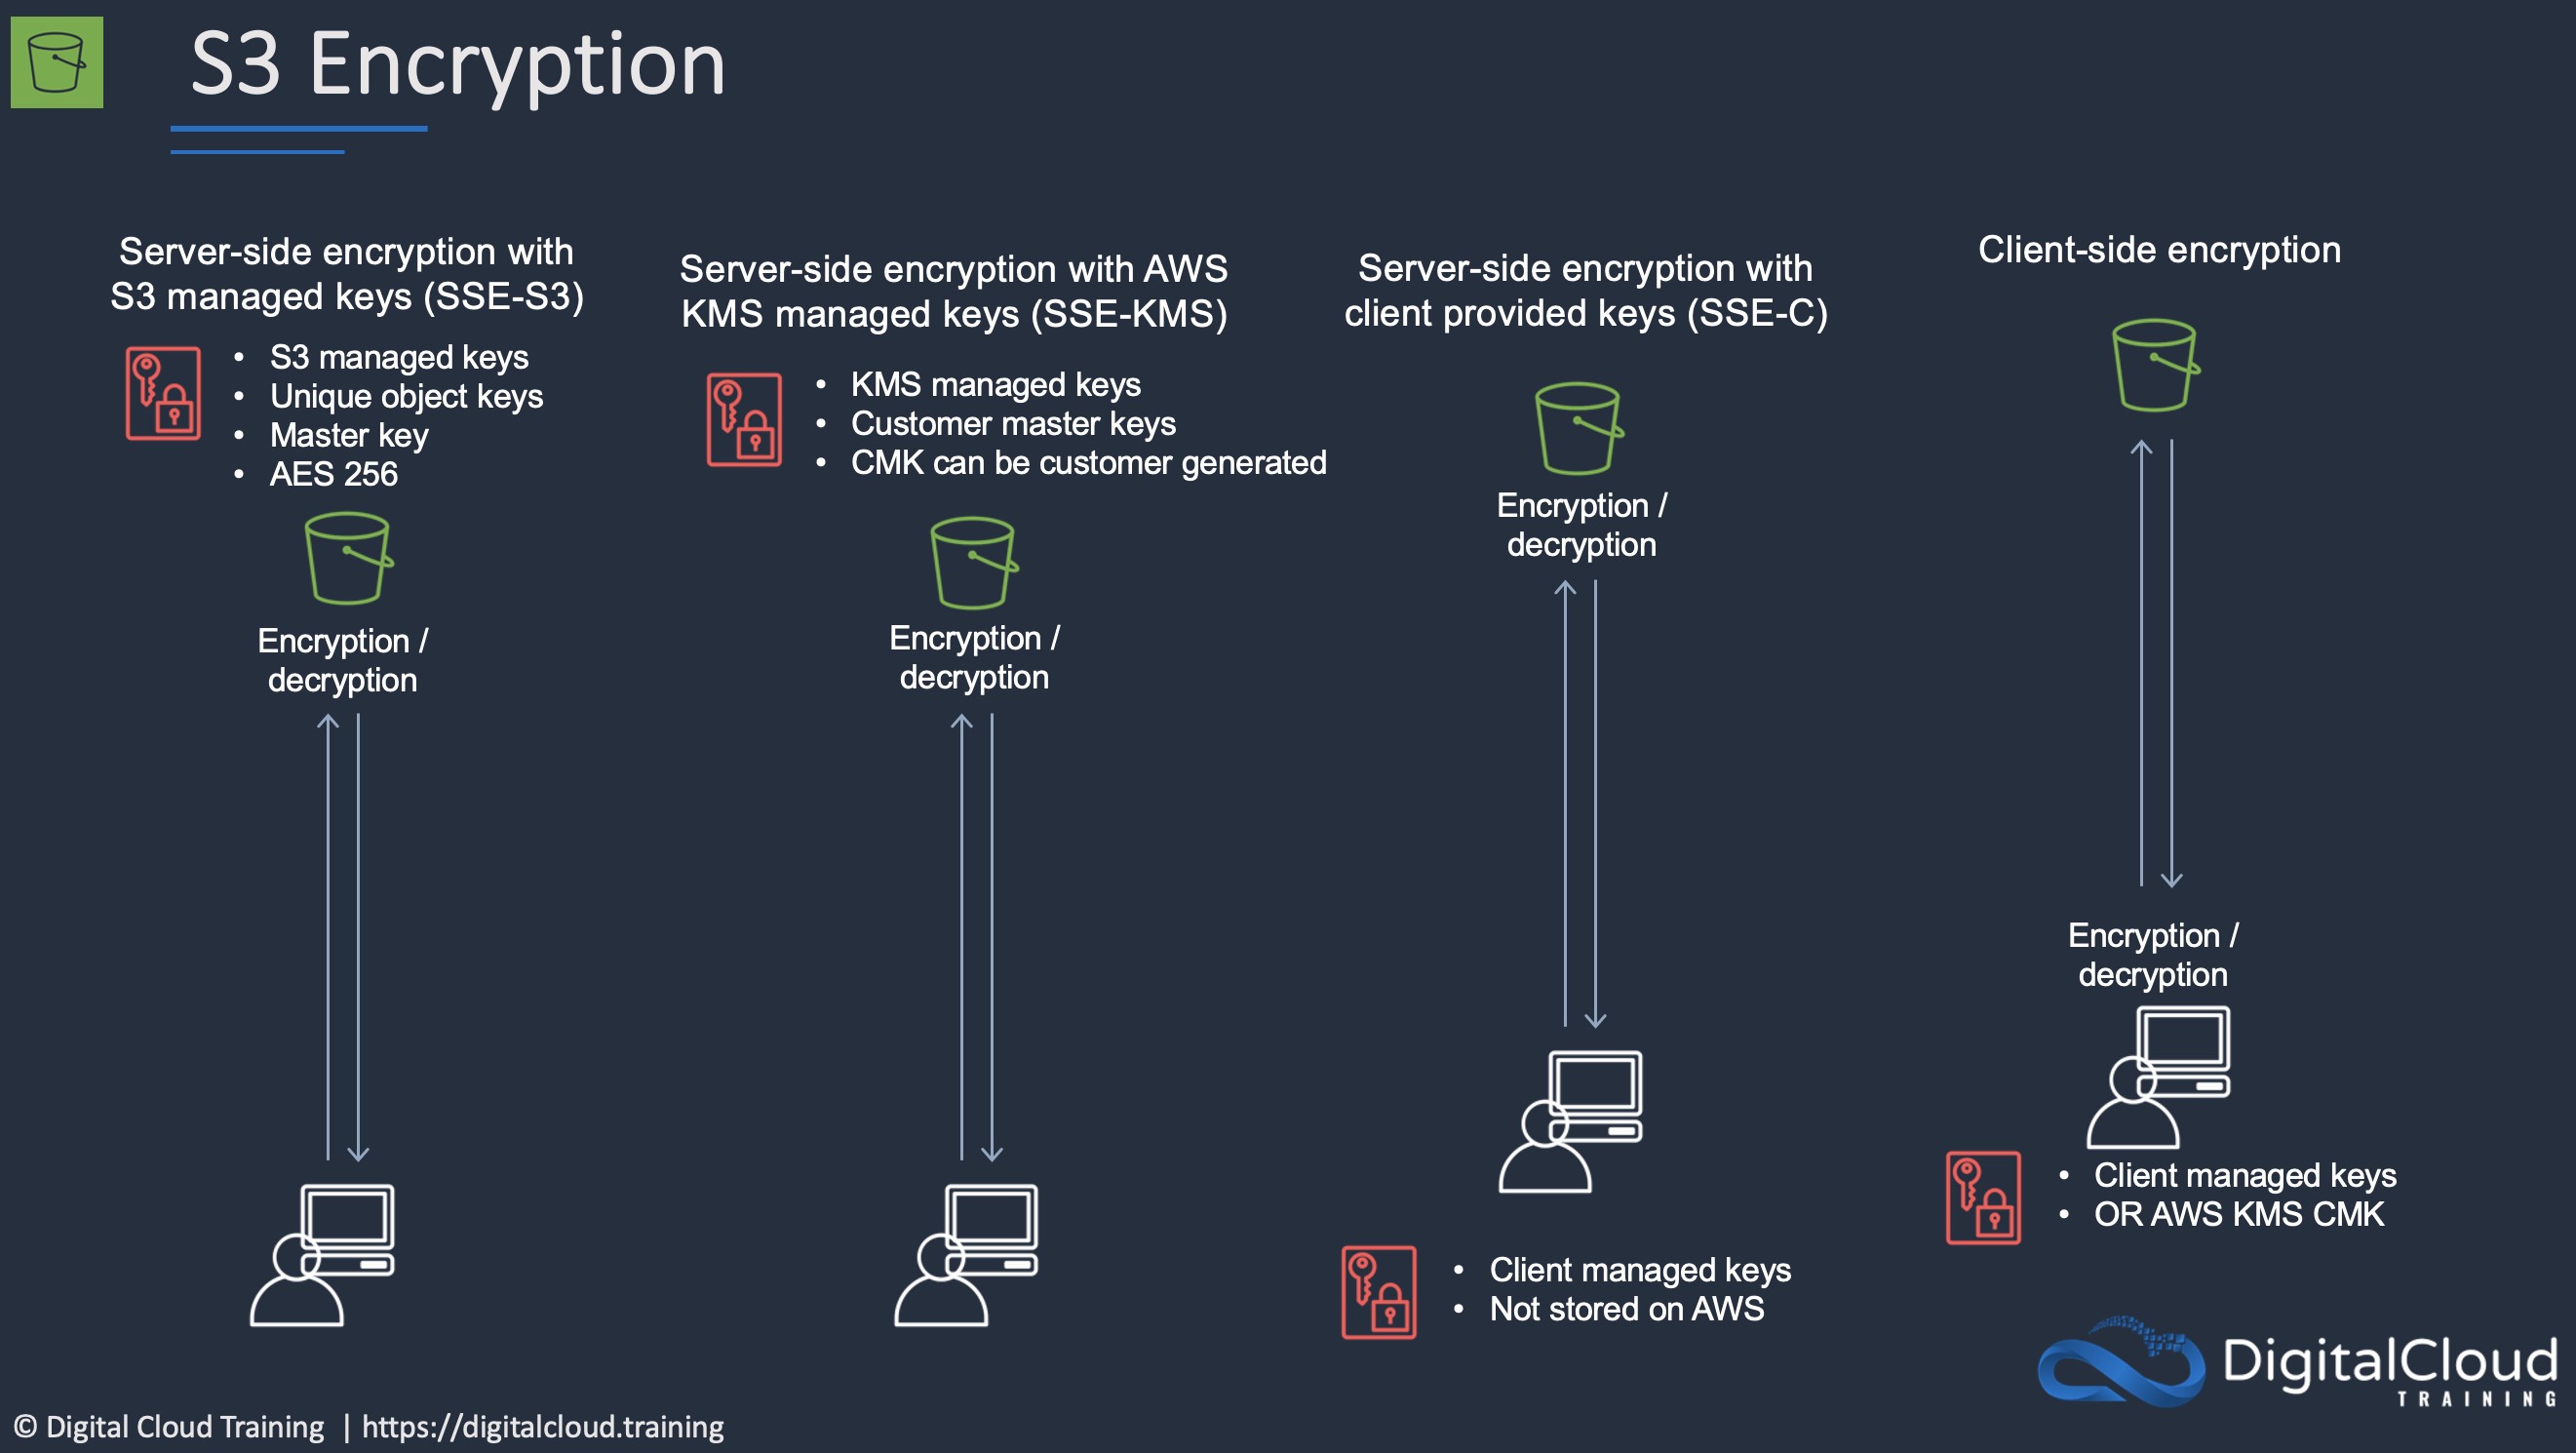 S3 Encryption
Server-side encryption with
S3 managed keys (SSE-S3)
• S3 managed keys
• Unique object keys
• Master key
• AES 256
Encryption /
decryption
Server-side encryption with AWS
KMS managed keys (SSE-KMS)
• KMS managed keys
• Customer master keys
• CMK can be customer generated
Encryption /
decryption
Server-side encryption with
client provided keys (SSE-C)
Encryption /
decryption
• Client managed keys
• Not stored on AWS
Client-side encryption
Encryption /
decryption
• Client managed keys
• OR AWS KMS CMK
DigitalCloud
TRAINING
© Digital Cloud Training | https://digitalcloud.training